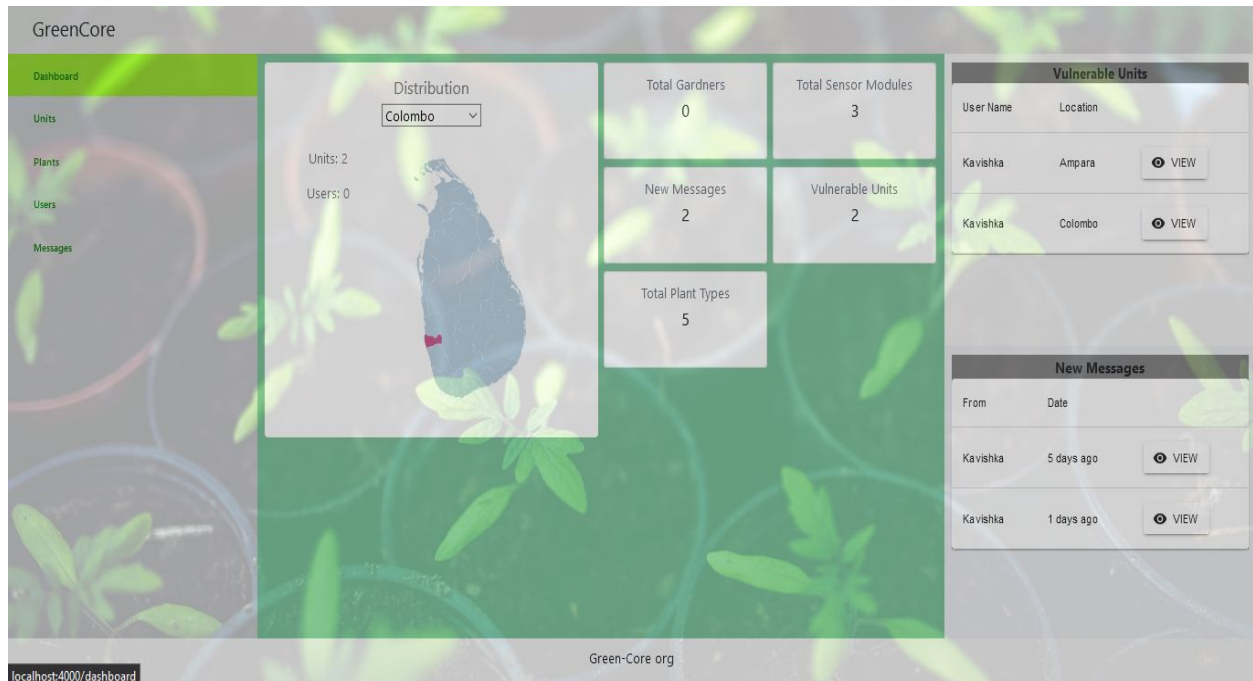 GreenCore
Dashboard
Units
Plants
Users
Messages
Distribution
Colombo
Units: 2
Users: 0
Total Gardners
0
Total Sensor Modules
3
New Messages
2
Vulnerable Units
2
Total Plant Types
5
Vulnerable Units
User Name Location
Kavishka Ampara VIEW
Kavishka Colombo VIEW
New Messages
From Date
Kavishka 5 days ago VIEW
Kavishka 1 days ago VIEW
Green-Core org
localhost:4000/dashboard